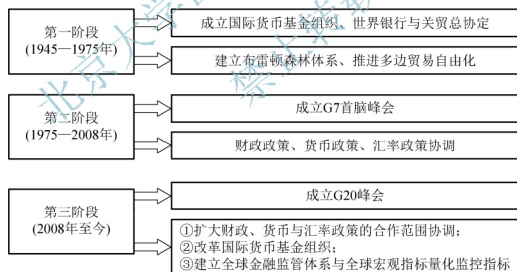 第一阶段
(1945—1975年)
成立国际货币基金组织、世界银行与关贸总协定
建立布雷顿森林体系、推进多边贸易自由化
第二阶段
(1975—2008年)
成立G7首脑峰会
财政政策、货币政策、汇率政策协调
第三阶段
(2008年至今)
成立G20峰会
①扩大财政、货币与汇率政策的合作范围协调；
②改革国际货币基金组织；
③建立全球金融监管体系与全球宏观指标量化监控指标
北京大学
禁止转载